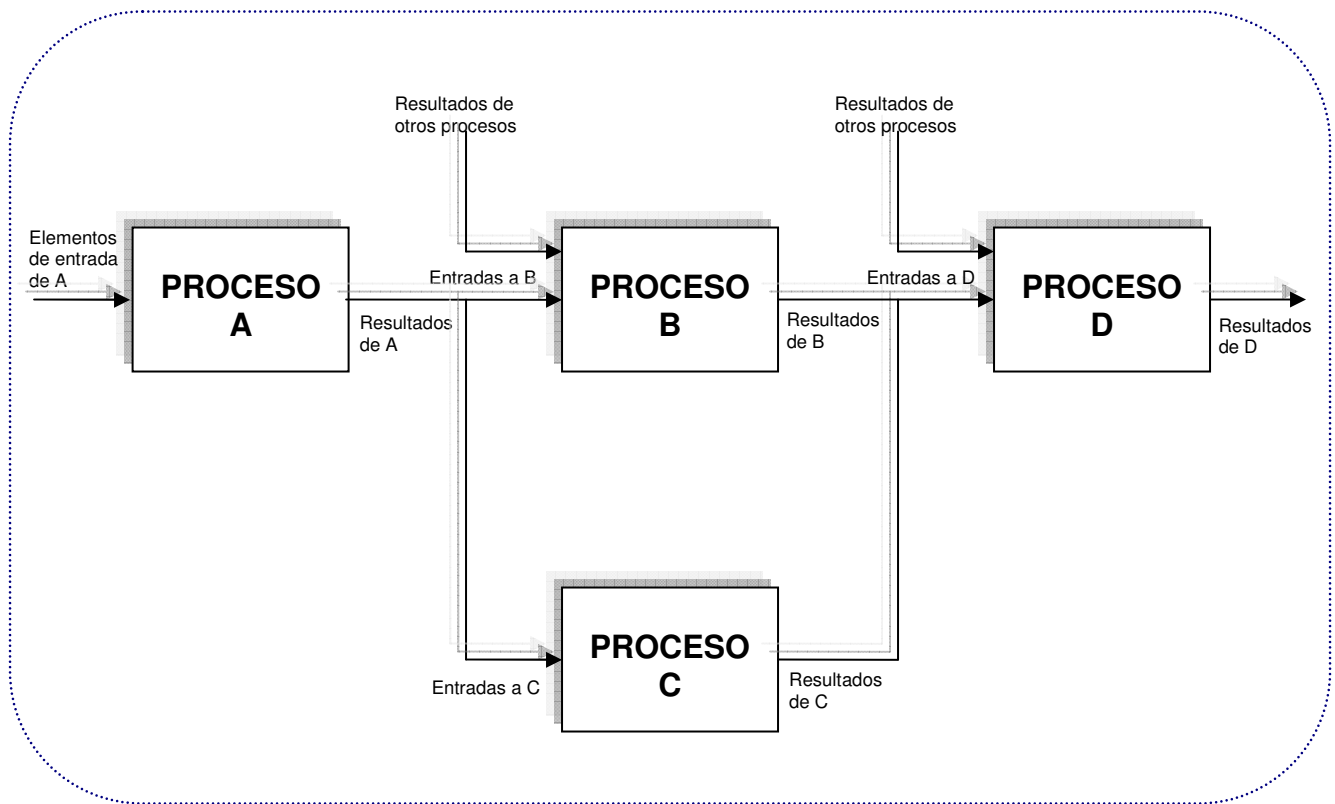 Resultados de
otros procesos
Resultados de
otros procesos
Elementos
de entrada
de A
PROCESO
A
Resultados
de A
Entradas a B
PROCESO
B
Resultados
de B
Entradas a D
PROCESO
D
Resultados
de D
Entradas a C
PROCESO
C
Resultados
de C